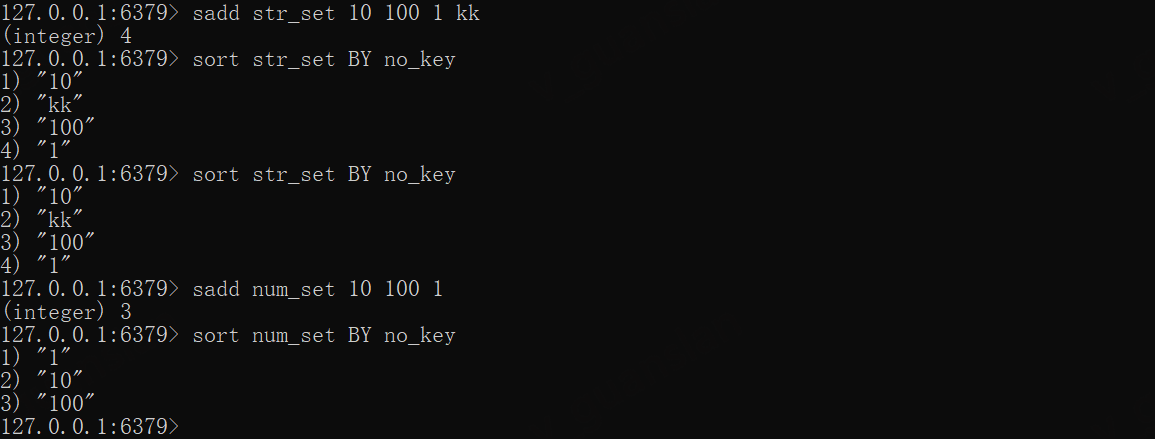 127.0.0.1:6379> sadd str_set 10 100 1 kk
(integer) 4
127.0.0.1:6379> sort str_set BY no_key
1) "10"
2) "kk"
3) "100"
4) "1"
127.0.0.1:6379> sort str_set BY no_key
1) "10"
2) "kk"
3) "100"
4) "1"
127.0.0.1:6379> sadd num_set 10 100 1
(integer) 3
127.0.0.1:6379> sort num_set BY no_key
1) "1"
2) "10"
3) "100"
127.0.0.1:6379>